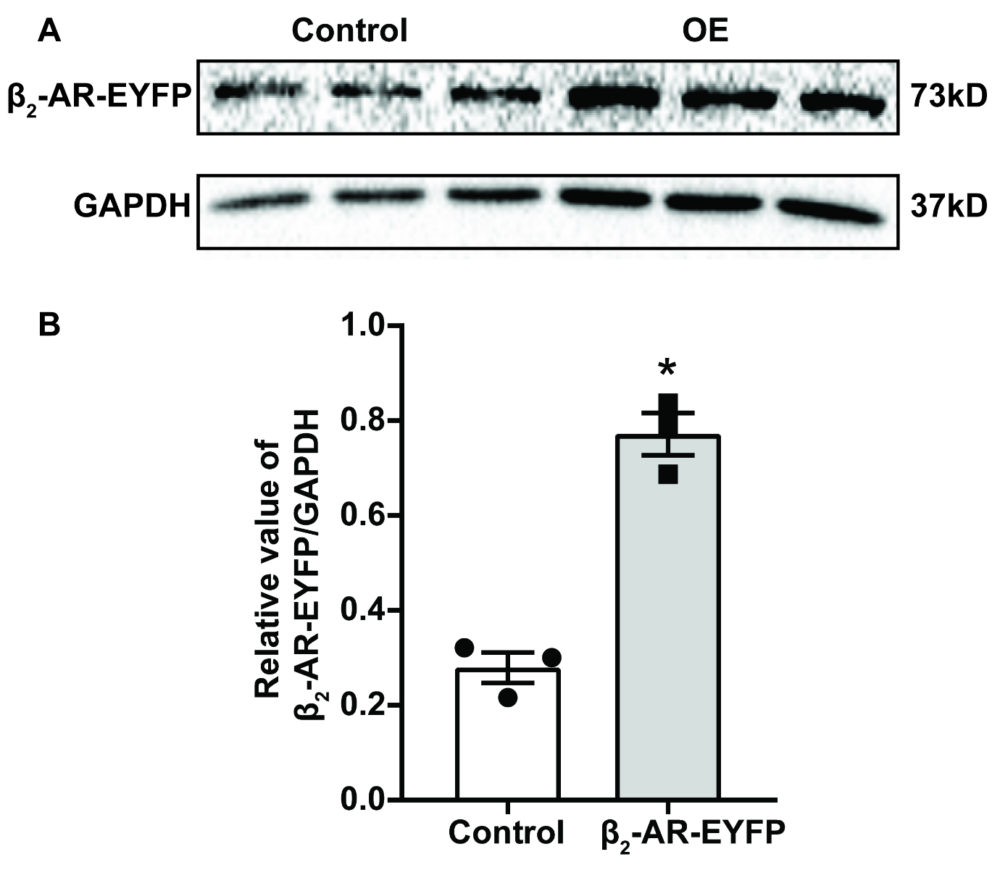 A
Control
OE
β2-AR-EYFP
73kD
GAPDH
37kD
B
Relative value of
β2-AR-EYFP/GAPDH
1.0
0.8
0.6
0.4
0.2
0.0
*
Control
β2-AR-EYFP